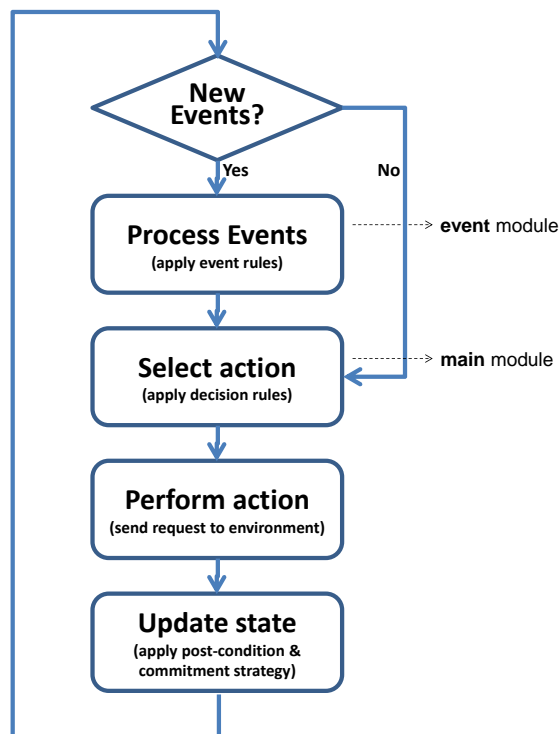 New
Events?
Yes
No
Process Events
(apply event rules)
event module
Select action
(apply decision rules)
main module
Perform action
(send request to environment)
Update state
(apply post-condition &
commitment strategy)